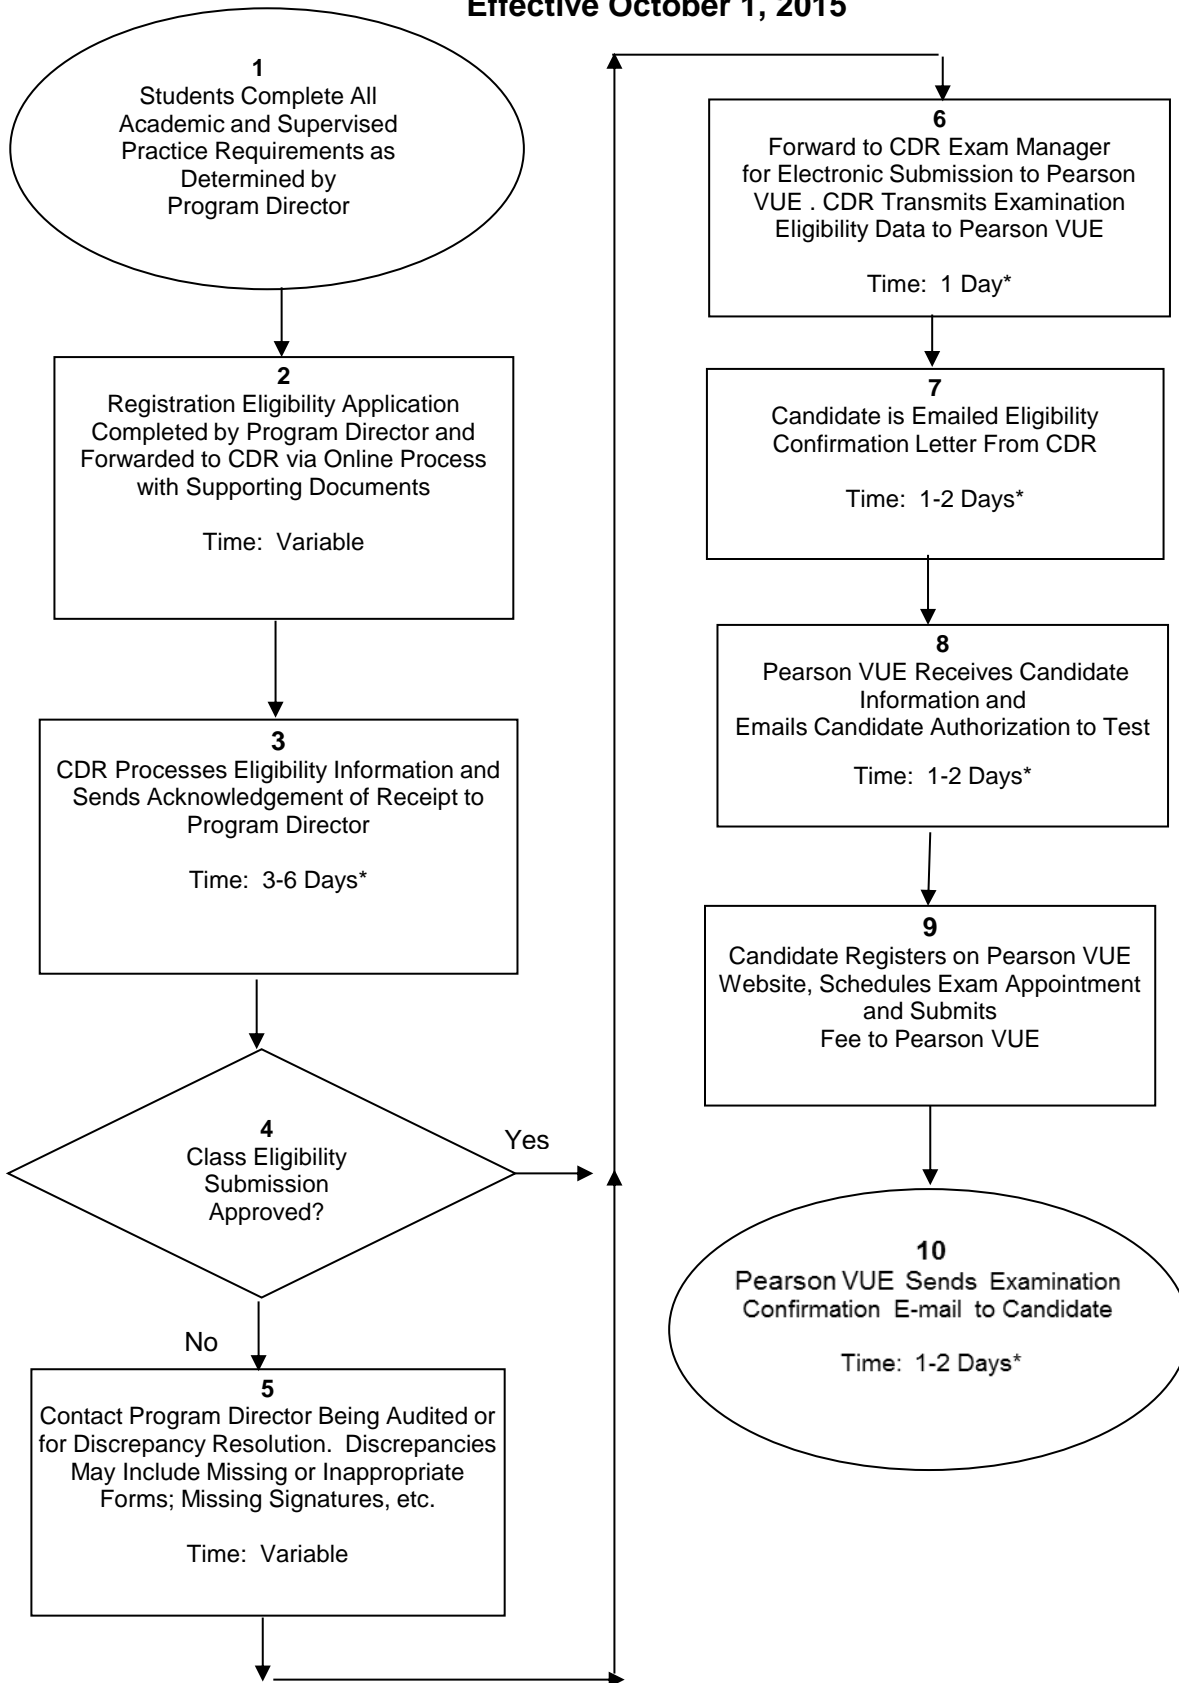 Effective October 1, 2015
1
Students Complete All
Academic and Supervised
Practice Requirements as
Determined by
Program Director
2
Registration Eligibility Application
Completed by Program Director and
Forwarded to CDR via Online Process
with Supporting Documents
Time: Variable
3
CDR Processes Eligibility Information and
Sends Acknowledgement of Receipt to
Program Director
Time: 3-6 Days*
4
Class Eligibility
Submission
Approved?
Yes
No
5
Contact Program Director Being Audited or
for Discrepancy Resolution. Discrepancies
May Include Missing or Inappropriate
Forms; Missing Signatures, etc.
Time: Variable
6
Forward to CDR Exam Manager
for Electronic Submission to Pearson
VUE . CDR Transmits Examination
Eligibility Data to Pearson VUE
Time: 1 Day*
7
Candidate is Emailed Eligibility
Confirmation Letter From CDR
Time: 1-2 Days*
8
Pearson VUE Receives Candidate
Information and
Emails Candidate Authorization to Test
Time: 1-2 Days*
9
Candidate Registers on Pearson VUE
Website, Schedules Exam Appointment
and Submits
Fee to Pearson VUE
10
Pearson VUE Sends Examination
Confirmation E-mail to Candidate
Time: 1-2 Days*